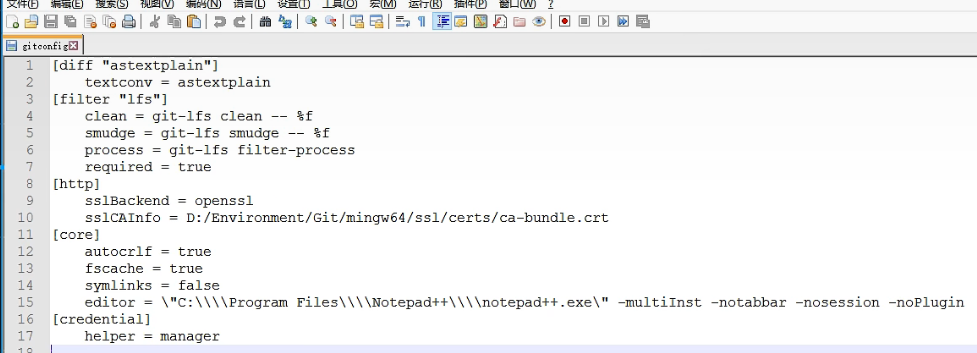 文件(F) 编辑(E) 搜索(S) 视图(V) 编码(N) 语言(L) 设置(T) 工具(O) 宏(M) 运行(R) 插件(P) 窗口(W) ?
gitconfig
1 [diff "astextplain"]
2 textconv = astextplain
3 [filter "lfs"]
4 clean = git-lfs clean -- %f
5 smudge = git-lfs smudge -- %f
6 process = git-lfs filter-process
7 required = true
8 [http]
9 sslBackend = openssl
10 sslCAInfo = D:/Environment/Git/mingw64/ssl/certs/ca-bundle.crt
11 [core]
12 autocrlf = true
13 fscache = true
14 symlinks = false
15 editor = \"C:\\\\Program Files\\\\Notepad++\\\\notepad++.exe\" -multiInst -notabbar -nosession -noPlugin
16 [credential]
17 helper = manager
18